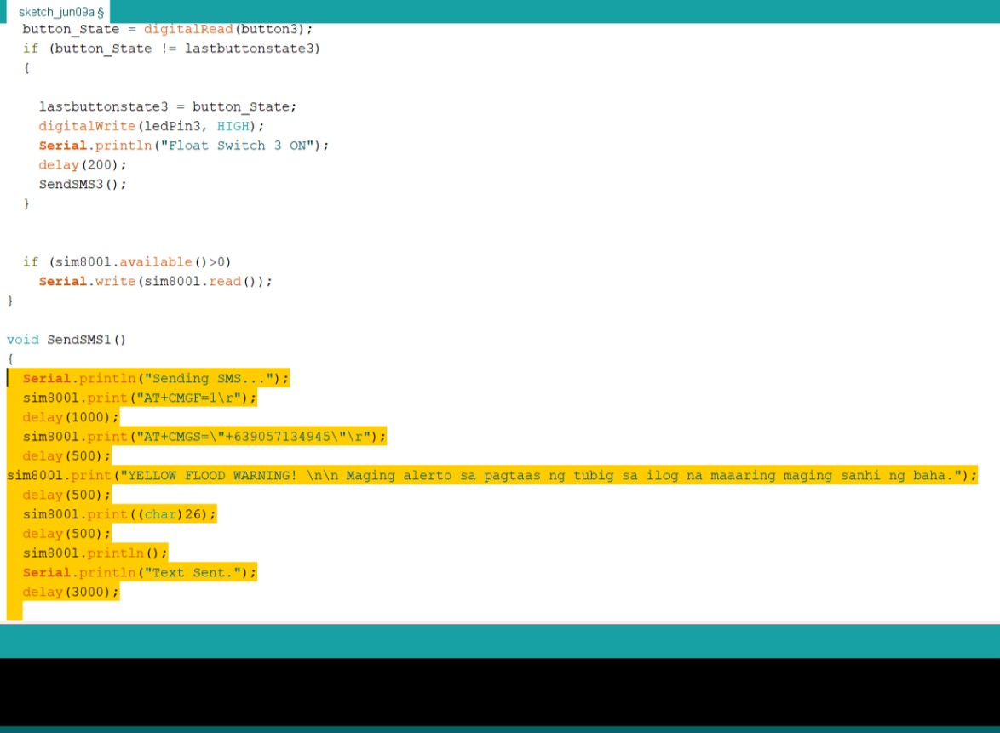 sketch_jun09a §
button_State = digitalRead(button3);
if (button_State != lastbuttonstate3)
{
lastbuttonstate3 = button_State;
digitalWrite(ledPin3, HIGH);
Serial.println("Float Switch 3 ON");
delay(200);
SendSMS3();
}
if (sim800l.available()>0)
Serial.write(sim800l.read());
}
void SendSMS1()
{
Serial.println("Sending SMS...");
sim800l.print("AT+CMGF=1\r");
delay(1000);
sim800l.print("AT+CMGS=\"+639057134945\"\r");
delay(500);
sim800l.print("YELLOW FLOOD WARNING! \n\n Maging alerto sa pagtaas ng tubig sa ilog na maaaring maging sanhi ng baha.");
delay(500);
sim800l.print((char)26);
delay(500);
sim800l.println();
Serial.println("Text Sent.");
delay(3000);